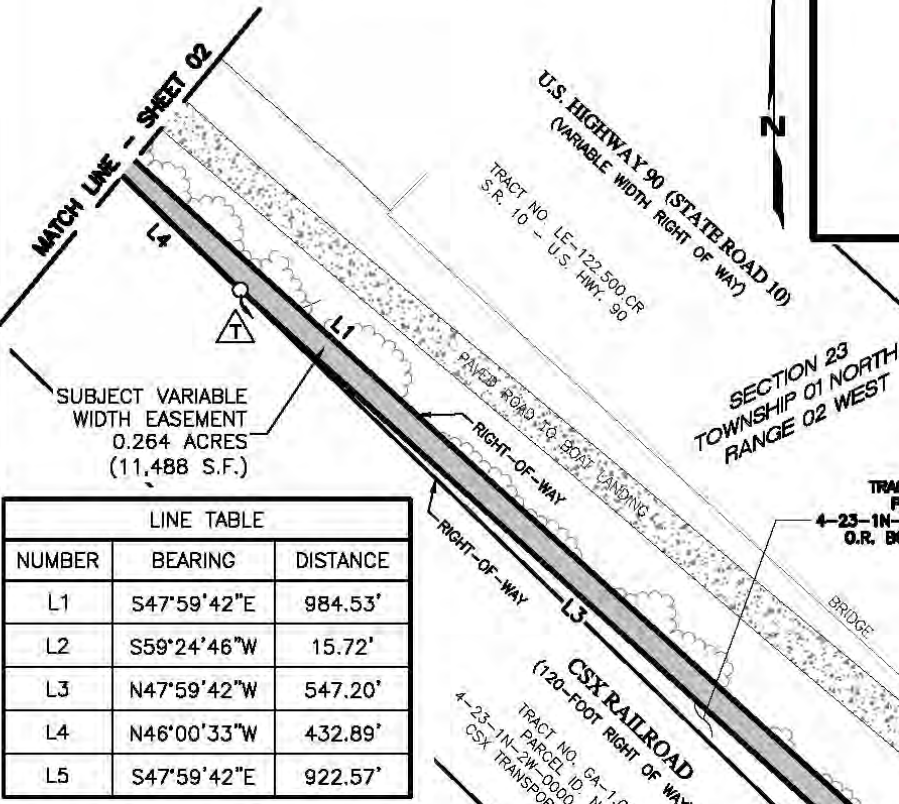 MATCH LINE - SHEET 02
U.S. HIGHWAY 90 (STATE ROAD 10)
(VARIABLE WIDTH RIGHT OF WAY)
N
TRACT NO. LE-122.500.CR
S.R. 10 - U.S. HWY. 90
L4
T
L1
SECTION 23
TOWNSHIP 01 NORTH
RANGE 02 WEST
PAVED ROAD TO BOAT LANDING
SUBJECT VARIABLE
WIDTH EASEMENT
0.264 ACRES
(11,488 S.F.)
RIGHT-OF-WAY
RIGHT-OF-WAY
4-23-1N-
O.R.
L3
BRIDGE
CSX RAILROAD
(120-FOOT RIGHT OF WAY)
TRACT NO. GA-1.0
PARCEL ID. N
4-23-1N-2W-0000
CSX TRANSPOR
LINE TABLE
NUMBER BEARING DISTANCE
L1 S47°59'42"E 984.53'
L2 S59°24'46"W 15.72'
L3 N47°59'42"W 547.20'
L4 N46°00'33"W 432.89'
L5 S47°59'42"E 922.57'